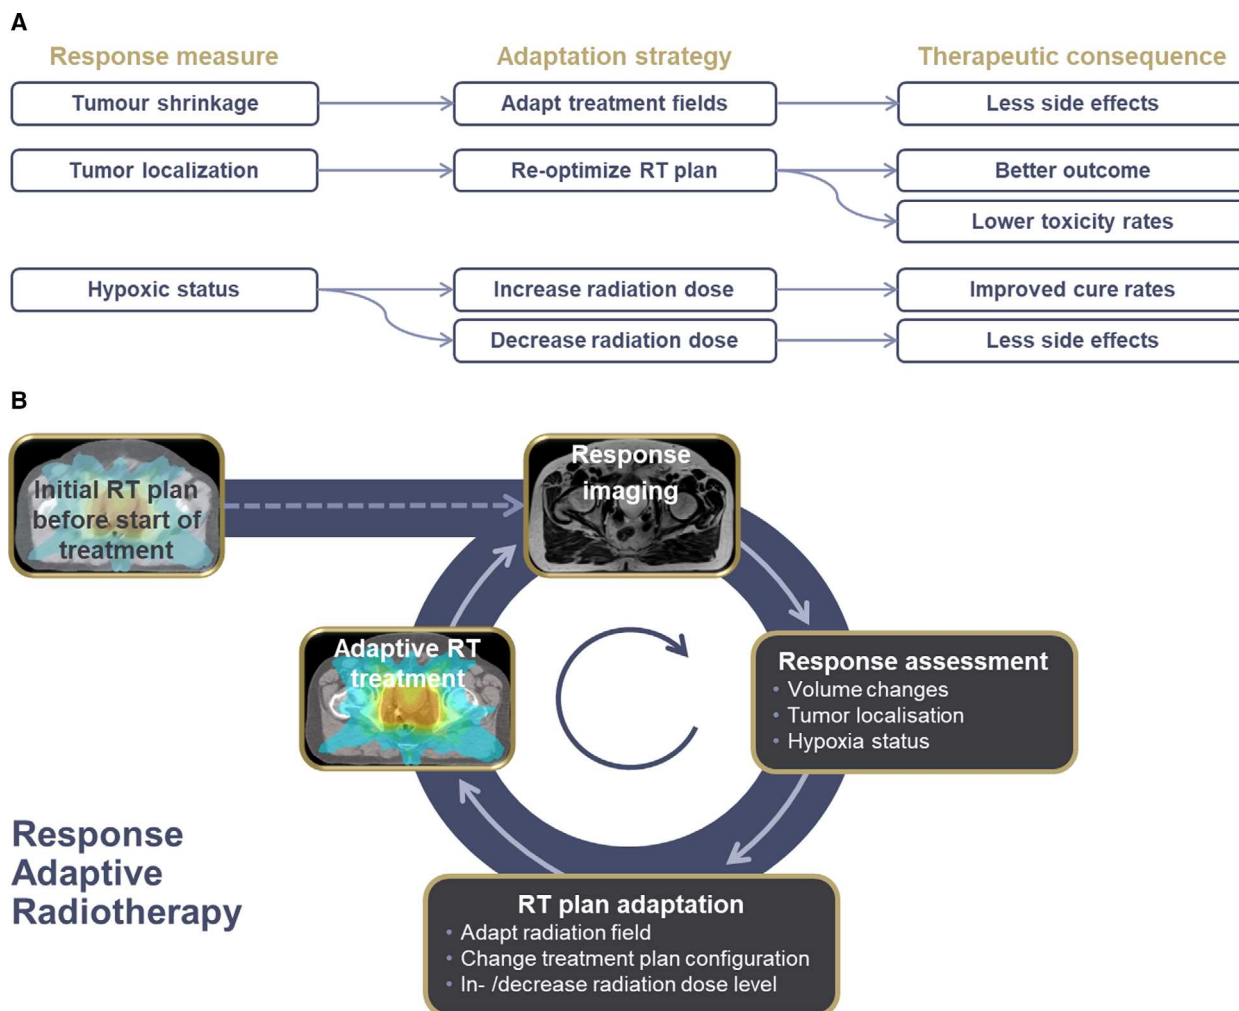 A
Response measure
Adaptation strategy
Therapeutic consequence
Tumour shrinkage
Adapt treatment fields
Less side effects
Tumor localization
Re-optimize RT plan
Better outcome
Lower toxicity rates
Hypoxic status
Increase radiation dose
Improved cure rates
Decrease radiation dose
Less side effects
B
Initial RT plan
before start of
treatment
Response
imaging
Response assessment
• Volume changes
• Tumor localisation
• Hypoxia status
RT plan adaptation
• Adapt radiation field
• Change treatment plan configuration
• In- /decrease radiation dose level
Adaptive RT
treatment
Response
Adaptive
Radiotherapy